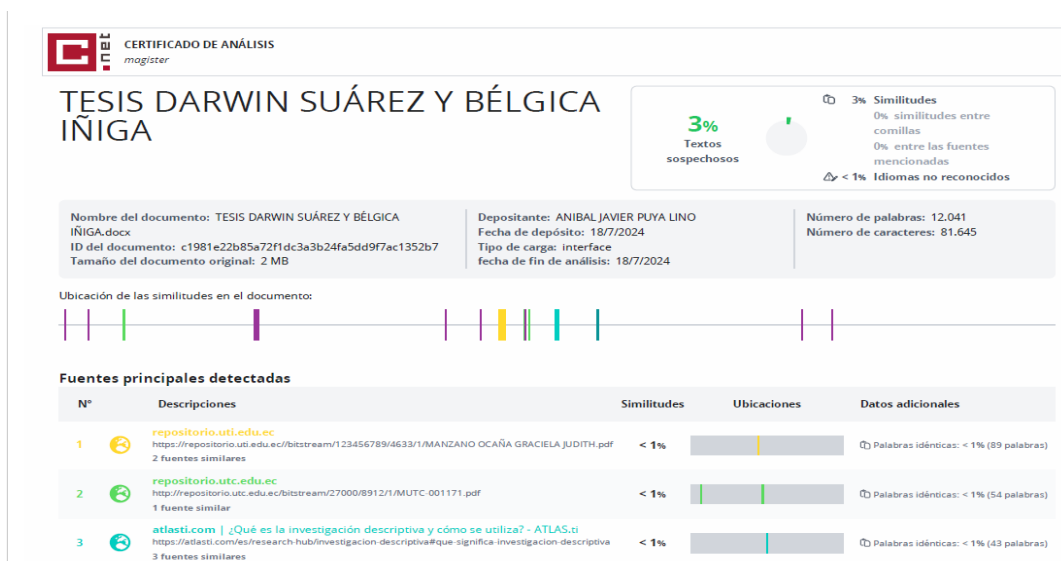 C
.net
CERTIFICADO DE ANÁLISIS
magister
TESIS DARWIN SUÁREZ Y BÉLGICA
IÑIGA
3%
Textos
sospechosos
3% Similitudes
0% similitudes entre
comillas
0% entre las fuentes
mencionadas
< 1% Idiomas no reconocidos
Nombre del documento: TESIS DARWIN SUÁREZ Y BÉLGICA
IÑIGA.docx
ID del documento: c1981e22b85a72f1dc3a3b24fa5dd9f7ac1352b7
Tamaño del documento original: 2 MB
Depositante: ANIBAL JAVIER PUYA LINO
Fecha de depósito: 18/7/2024
Tipo de carga: interface
fecha de fin de análisis: 18/7/2024
Número de palabras: 12.041
Número de caracteres: 81.645
Ubicación de las similitudes en el documento:
Fuentes principales detectadas
N° Descripciones Similitudes Ubicaciones Datos adicionales
repositorio.uti.edu.ec
1 https://repositorio.uti.edu.ec//bitstream/123456789/4633/1/MANZANO OCAÑA GRACIELA JUDITH.pdf < 1% Palabras idénticas: < 1% (89 palabras)
2 fuentes similares
repositorio.utc.edu.ec
2 http://repositorio.utc.edu.ec/bitstream/27000/8912/1/MUTC-001171.pdf < 1% Palabras idénticas: < 1% (54 palabras)
1 fuente similar
atlasti.com | ¿Qué es la investigación descriptiva y cómo se utiliza? - ATLAS.ti
3 https://atlasti.com/es/research-hub/investigacion-descriptiva#que-significa-investigacion-descriptiva < 1% Palabras idénticas: < 1% (43 palabras)
3 fuentes similares